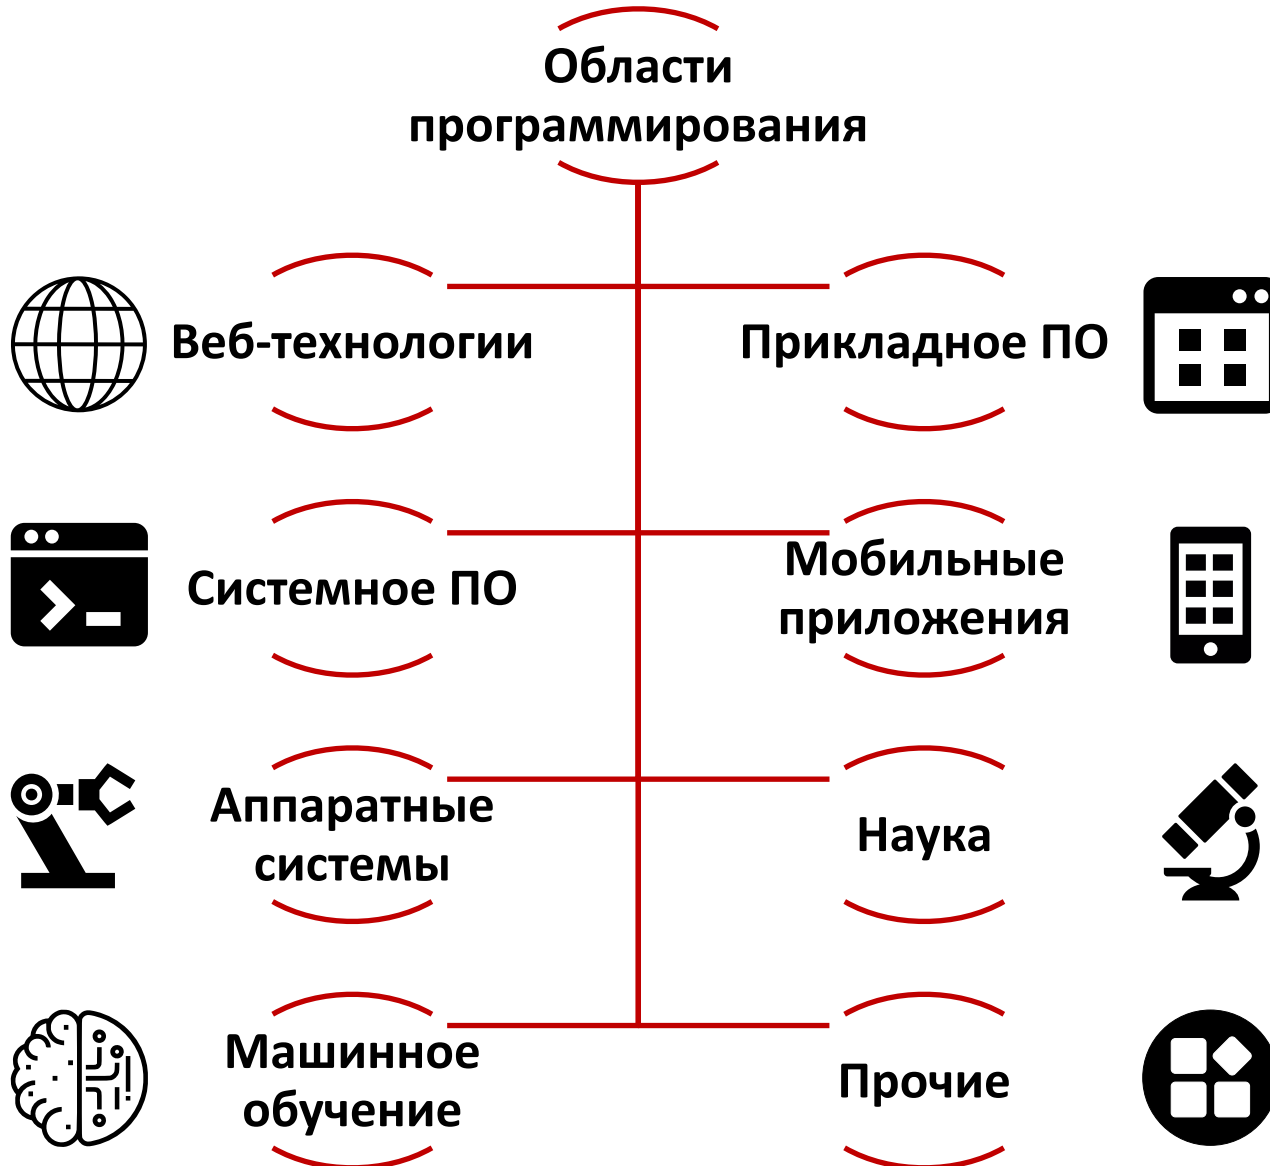 Области
программирования
Веб-технологии
Прикладное ПО
Системное ПО
Мобильные
приложения
Аппаратные
системы
Наука
Машинное
обучение
Прочие